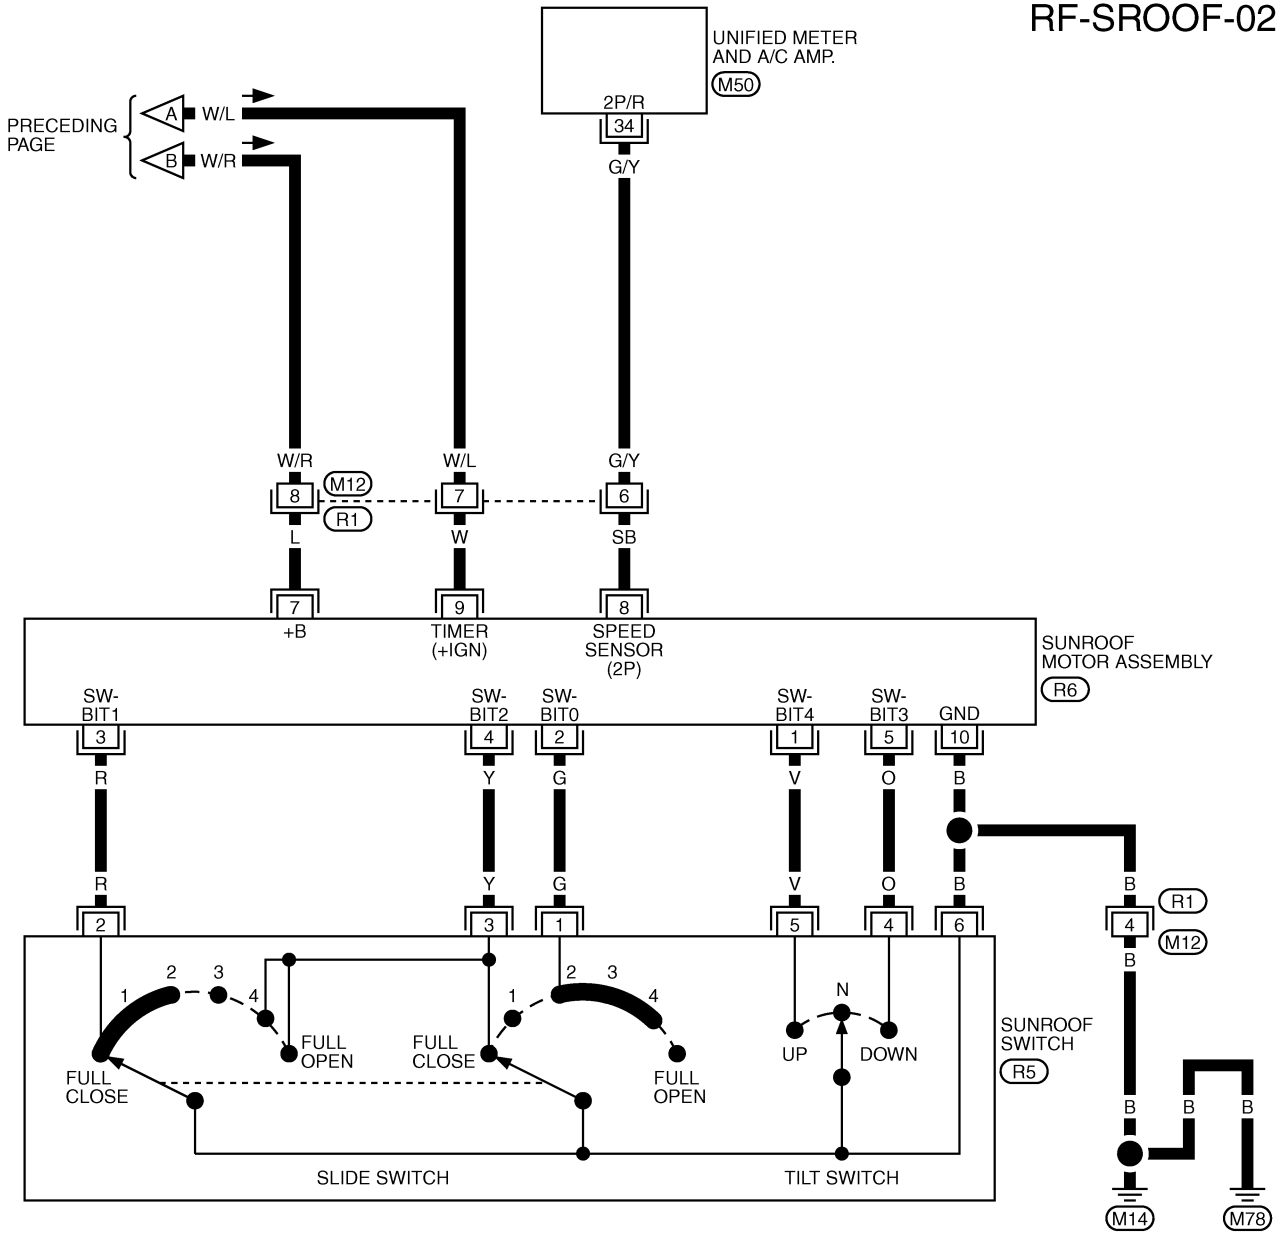 RF-SROOF-02
UNIFIED METER
AND A/C AMP.
M50
2P/R
34
G/Y
PRECEDING
PAGE
A W/L
B W/R
W/R W/L G/Y
8 M12 7 6
R1
L W SB
7 9 8
+B TIMER SPEED
(+IGN) SENSOR
(2P)
SUNROOF
MOTOR ASSEMBLY
R6
SW- SW- SW- SW- SW-
BIT1 BIT2 BIT0 BIT4 BIT3 GND
3 4 2 1 5 10
R Y G V O B
R Y G V O B B
R1
2 3 1 5 4 6 4
M12
B
1 2 3 4
FULL
CLOSE
FULL
OPEN
FULL
CLOSE
1 2 3 4
FULL
OPEN
N
UP DOWN
SUNROOF
SWITCH
R5
SLIDE SWITCH TILT SWITCH
B B B
M14 M78